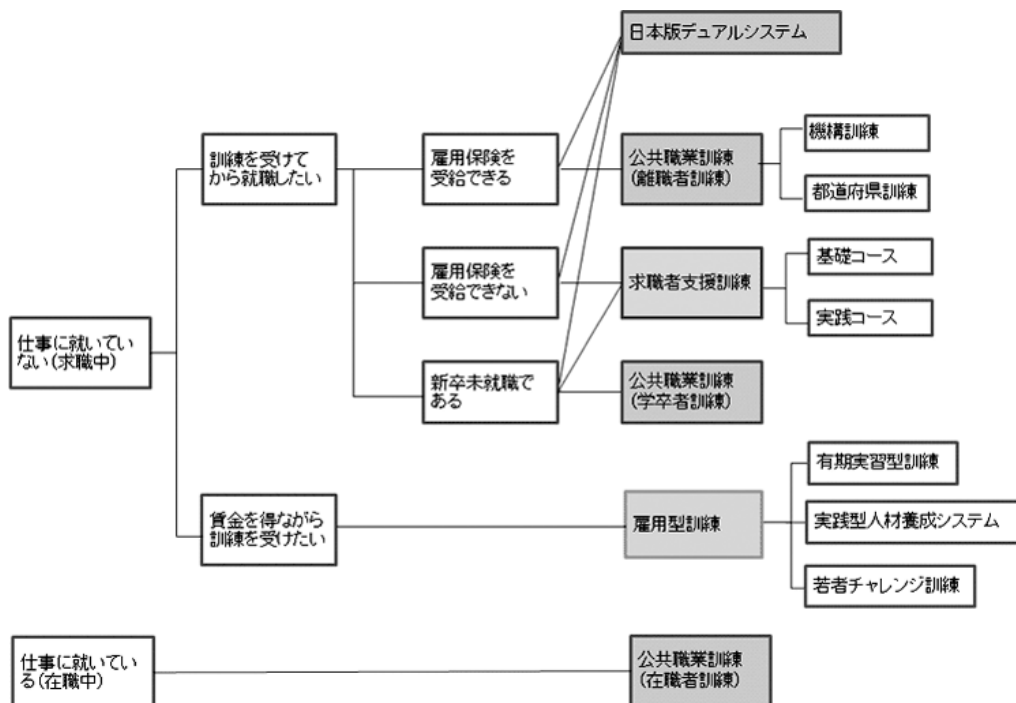 日本版デュアルシステム
訓練を受けて
から就職したい
雇用保険を
受給できる
公共職業訓練
(離職者訓練)
機構訓練
都道府県訓練
雇用保険を
受給できない
求職者支援訓練
基礎コース
実践コース
仕事に就いてい
ない(求職中)
新卒未就職で
ある
公共職業訓練
(学卒者訓練)
賃金を得ながら
訓練を受けたい
雇用型訓練
有期実習型訓練
実践型人材養成システム
若者チャレンジ訓練
仕事に就いてい
る(在職中)
公共職業訓練
(在職者訓練)